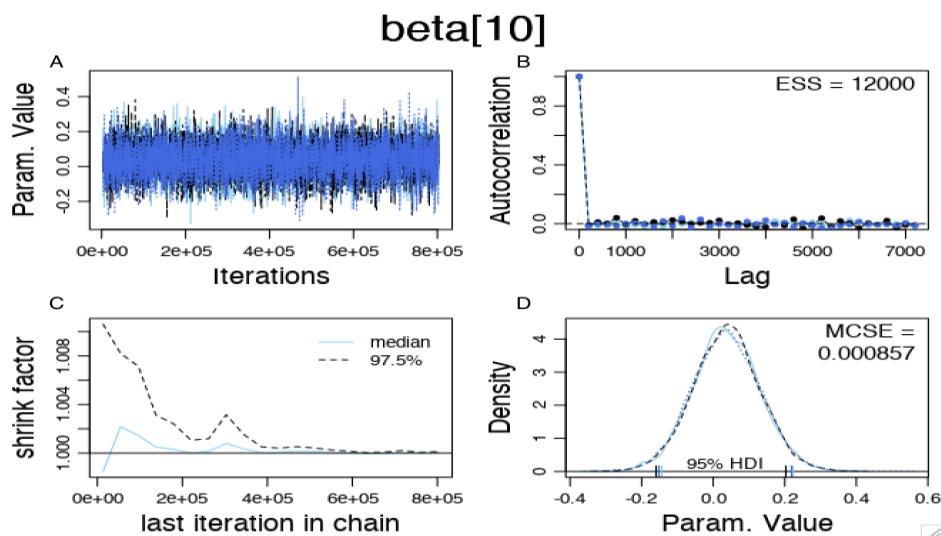 beta[10]
A
Param. Value
-0.2 0.0 0.2 0.4
0e+00 2e+05 4e+05 6e+05 8e+05
Iterations
B
Autocorrelation
0.0 0.4 0.8
ESS = 12000
0 1000 3000 5000 7000
Lag
C
shrink factor
1.000 1.004 1.008
median
97.5%
0e+00 2e+05 4e+05 6e+05 8e+05
last iteration in chain
D
Density
0 1 2 3 4
MCSE =
0.000857
95% HDI
-0.4 -0.2 0.0 0.2 0.4 0.6
Param. Value